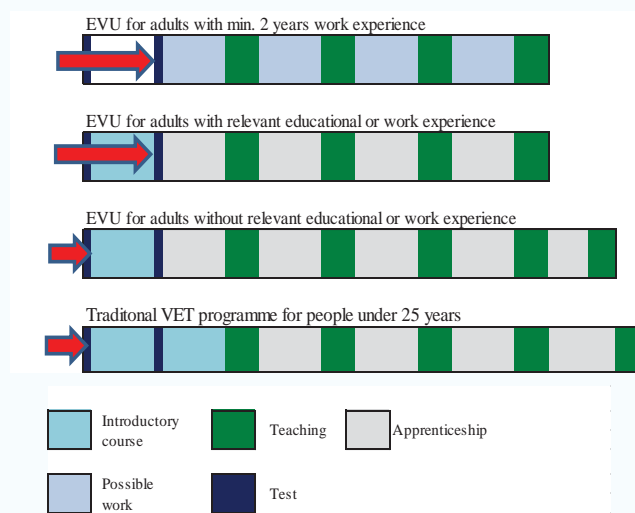 EVU for adults with min. 2 years work experience
EVU for adults with relevant educational or work experience
EVU for adults without relevant educational or work experience
Traditonal VET programme for people under 25 years
Introductory
course
Teaching
Apprenticeship
Possible
work
Test